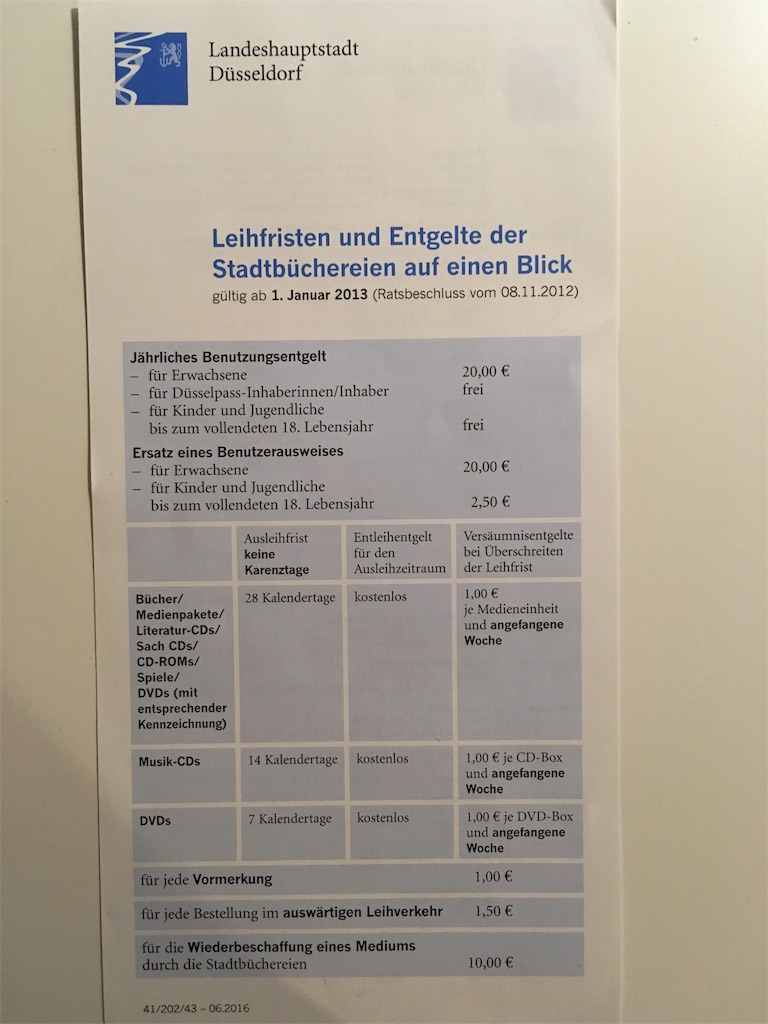 Landeshauptstadt
Düsseldorf
Leihfristen und Entgelte der
Stadtbüchereien auf einen Blick
gültig ab 1. Januar 2013 (Ratsbeschluss vom 08.11.2012)
Jährliches Benutzungsentgelt
– für Erwachsene 20,00 €
– für Düsselpass-Inhaberinnen/Inhaber frei
– für Kinder und Jugendliche
bis zum vollendeten 18. Lebensjahr frei
Ersatz eines Benutzerausweises
– für Erwachsene 20,00 €
– für Kinder und Jugendliche
bis zum vollendeten 18. Lebensjahr 2,50 €
Ausleihfrist
keine
Karenztage
Entleihentgelt
für den
Ausleihzeitraum
Versäumnisentgelte
bei Überschreiten
der Leihfrist
Bücher/
Medienpakete/
Literatur-CDs/
Sach CDs/
CD-ROMs/
Spiele/
DVDs (mit
entsprechender
Kennzeichnung)
28 Kalendertage
kostenlos
1,00 €
je Medieneinheit
und angefangene
Woche
Musik-CDs
14 Kalendertage
kostenlos
1,00 € je CD-Box
und angefangene
Woche
DVDs
7 Kalendertage
kostenlos
1,00 € je DVD-Box
und angefangene
Woche
für jede Vormerkung 1,00 €
für jede Bestellung im auswärtigen Leihverkehr 1,50 €
für die Wiederbeschaffung eines Mediums
durch die Stadtbüchereien 10,00 €
41/202/43 – 06.2016